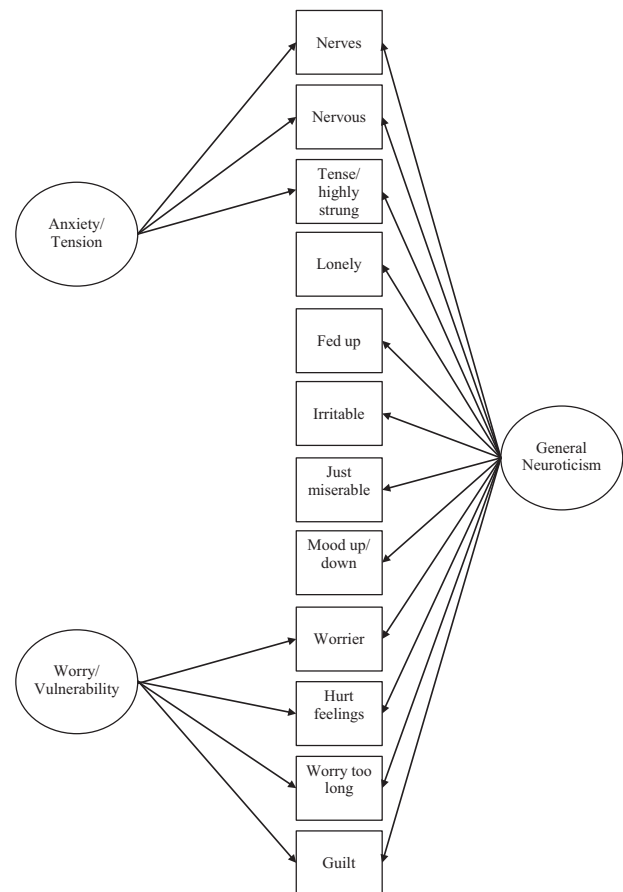 Nerves
Nervous
Tense/
highly
strung
Anxiety/
Tension
Lonely
Fed up
Irritable
General
Neuroticism
Just
miserable
Mood up/
down
Worrier
Worry/
Vulnerability
Hurt
feelings
Worry too
long
Guilt